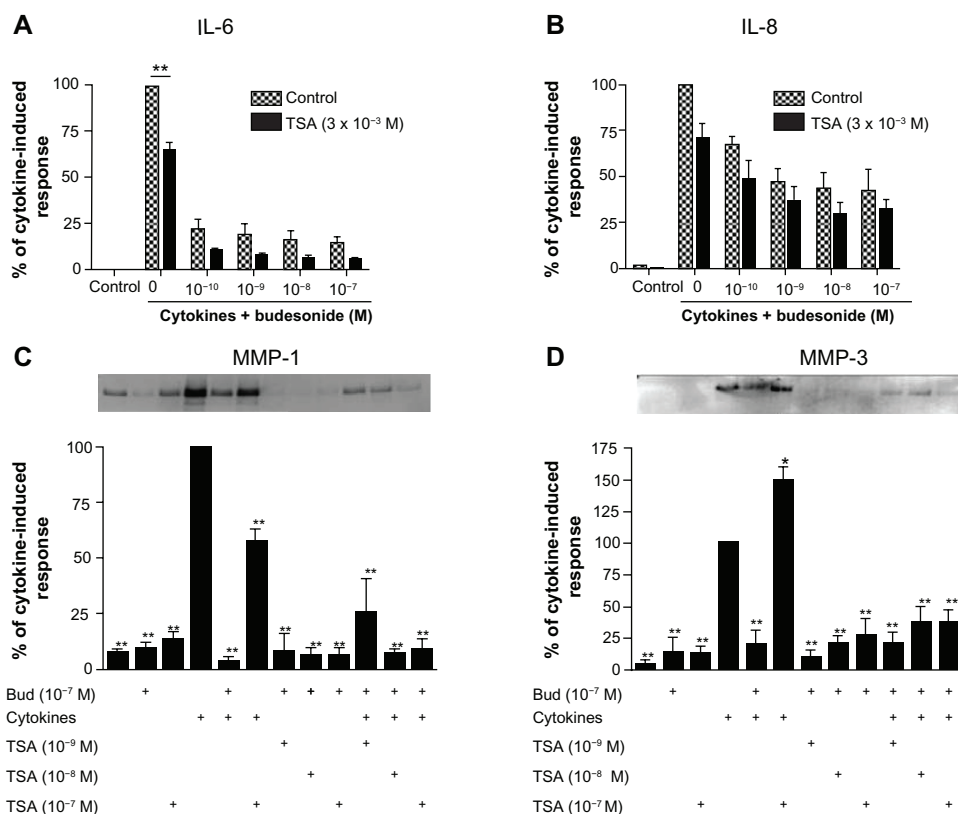 A
IL-6
% of cytokine-induced
response
100
75
50
25
0
**
Control
TSA (3 x 10⁻³ M)
Control
0
10⁻¹⁰
10⁻⁹
10⁻⁸
10⁻⁷
Cytokines + budesonide (M)
B
IL-8
% of cytokine-induced
response
100
75
50
25
0
Control
TSA (3 x 10⁻³ M)
Control
0
10⁻¹⁰
10⁻⁹
10⁻⁸
10⁻⁷
Cytokines + budesonide (M)
C
MMP-1
% of cytokine-induced
response
100
75
50
25
0
** ** ** ** ** ** ** ** ** ** **
Bud (10⁻⁷ M) + + + + + + + +
Cytokines + + + + + +
TSA (10⁻⁹ M) + +
TSA (10⁻⁸ M) + +
TSA (10⁻⁷ M) + + + +
D
MMP-3
% of cytokine-induced
response
175
150
125
100
75
50
25
0
** ** ** ** * ** ** ** ** ** **
Bud (10⁻⁷ M) + + + + + + + +
Cytokines + + + + + +
TSA (10⁻⁹ M) + +
TSA (10⁻⁸ M) + +
TSA (10⁻⁷ M) + + + +